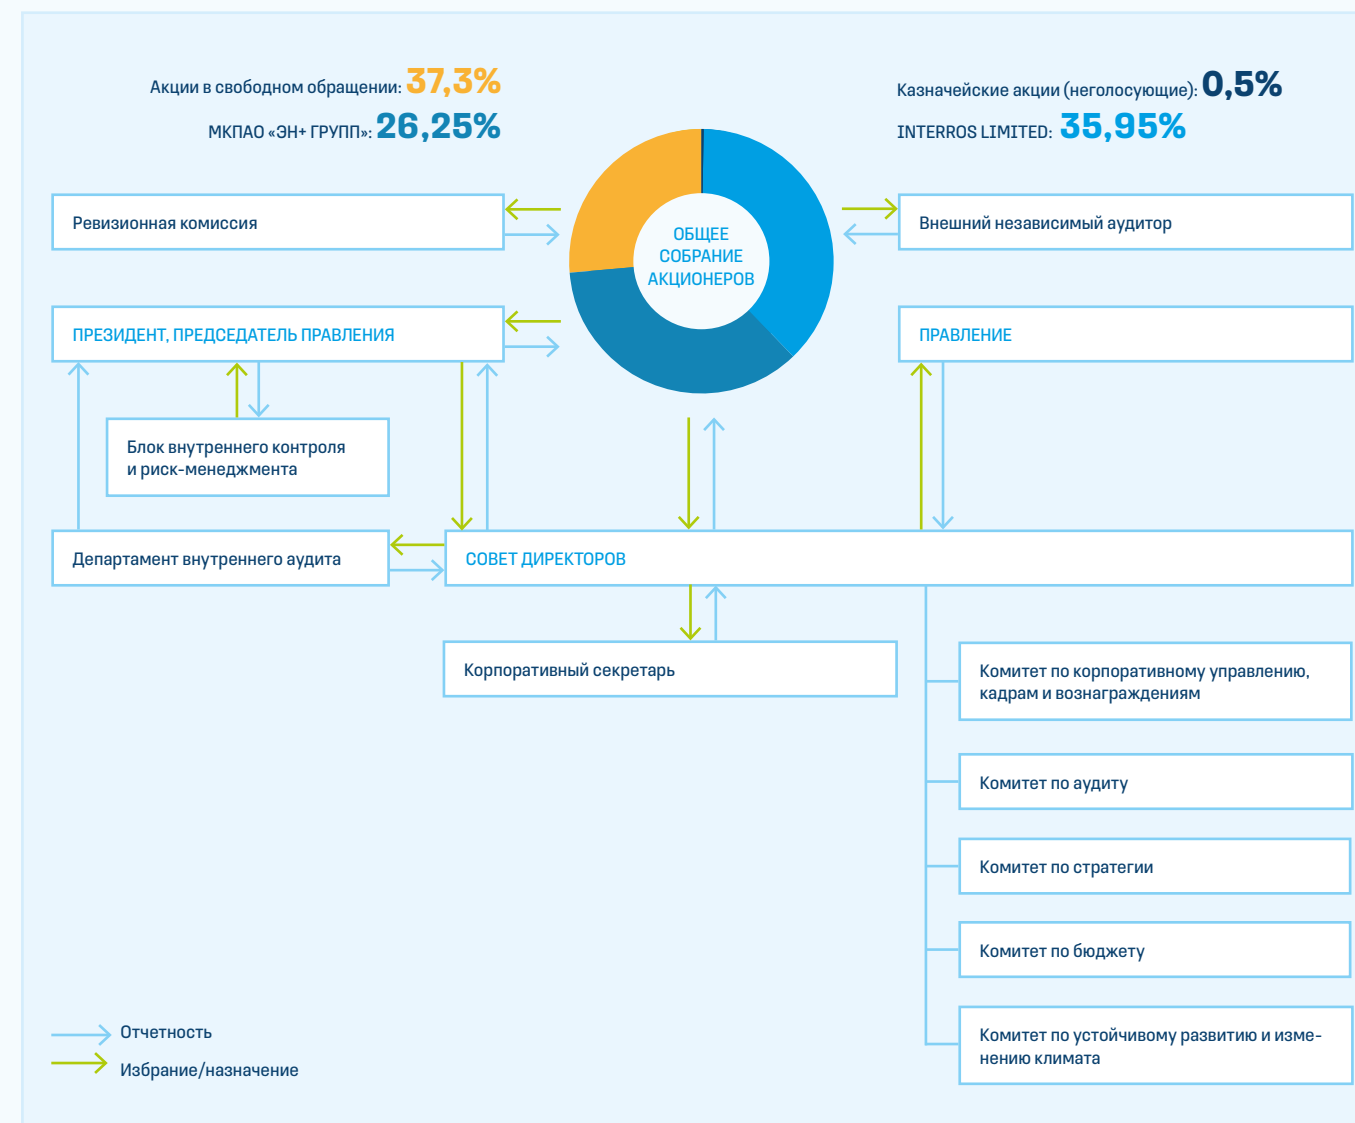 Акции в свободном обращении: 37,3%
МКПАО «ЭН+ ГРУПП»: 26,25%
Казначейские акции (неголосующие): 0,5%
INTERROS LIMITED: 35,95%
Ревизионная комиссия
ОБЩЕЕ
СОБРАНИЕ
АКЦИОНЕРОВ
Внешний независимый аудитор
ПРЕЗИДЕНТ, ПРЕДСЕДАТЕЛЬ ПРАВЛЕНИЯ
ПРАВЛЕНИЕ
Блок внутреннего контроля
и риск-менеджмента
Департамент внутреннего аудита
СОВЕТ ДИРЕКТОРОВ
Корпоративный секретарь
Комитет по корпоративному управлению,
кадрам и вознаграждениям
Комитет по аудиту
Комитет по стратегии
Комитет по бюджету
Комитет по устойчивому развитию и изме-
нению климата
Отчетность
Избрание/назначение